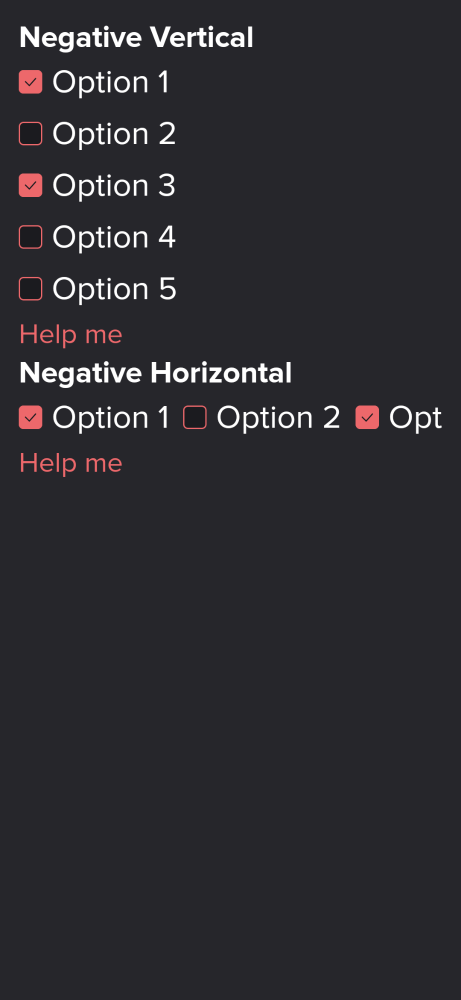 Negative Vertical
Option 1
Option 2
Option 3
Option 4
Option 5
Help me
Negative Horizontal
Option 1 Option 2 Opt
Help me